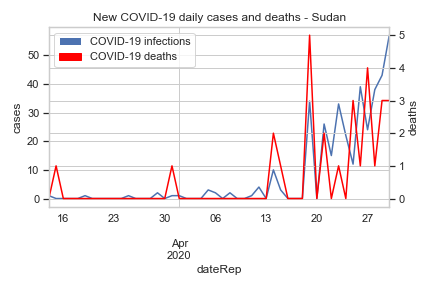 New COVID-19 daily cases and deaths - Sudan
COVID-19 infections
COVID-19 deaths
50
40
30
20
10
0
cases
5
4
3
2
1
0
deaths
16 23 30 06 13 20 27
Apr
2020
dateRep